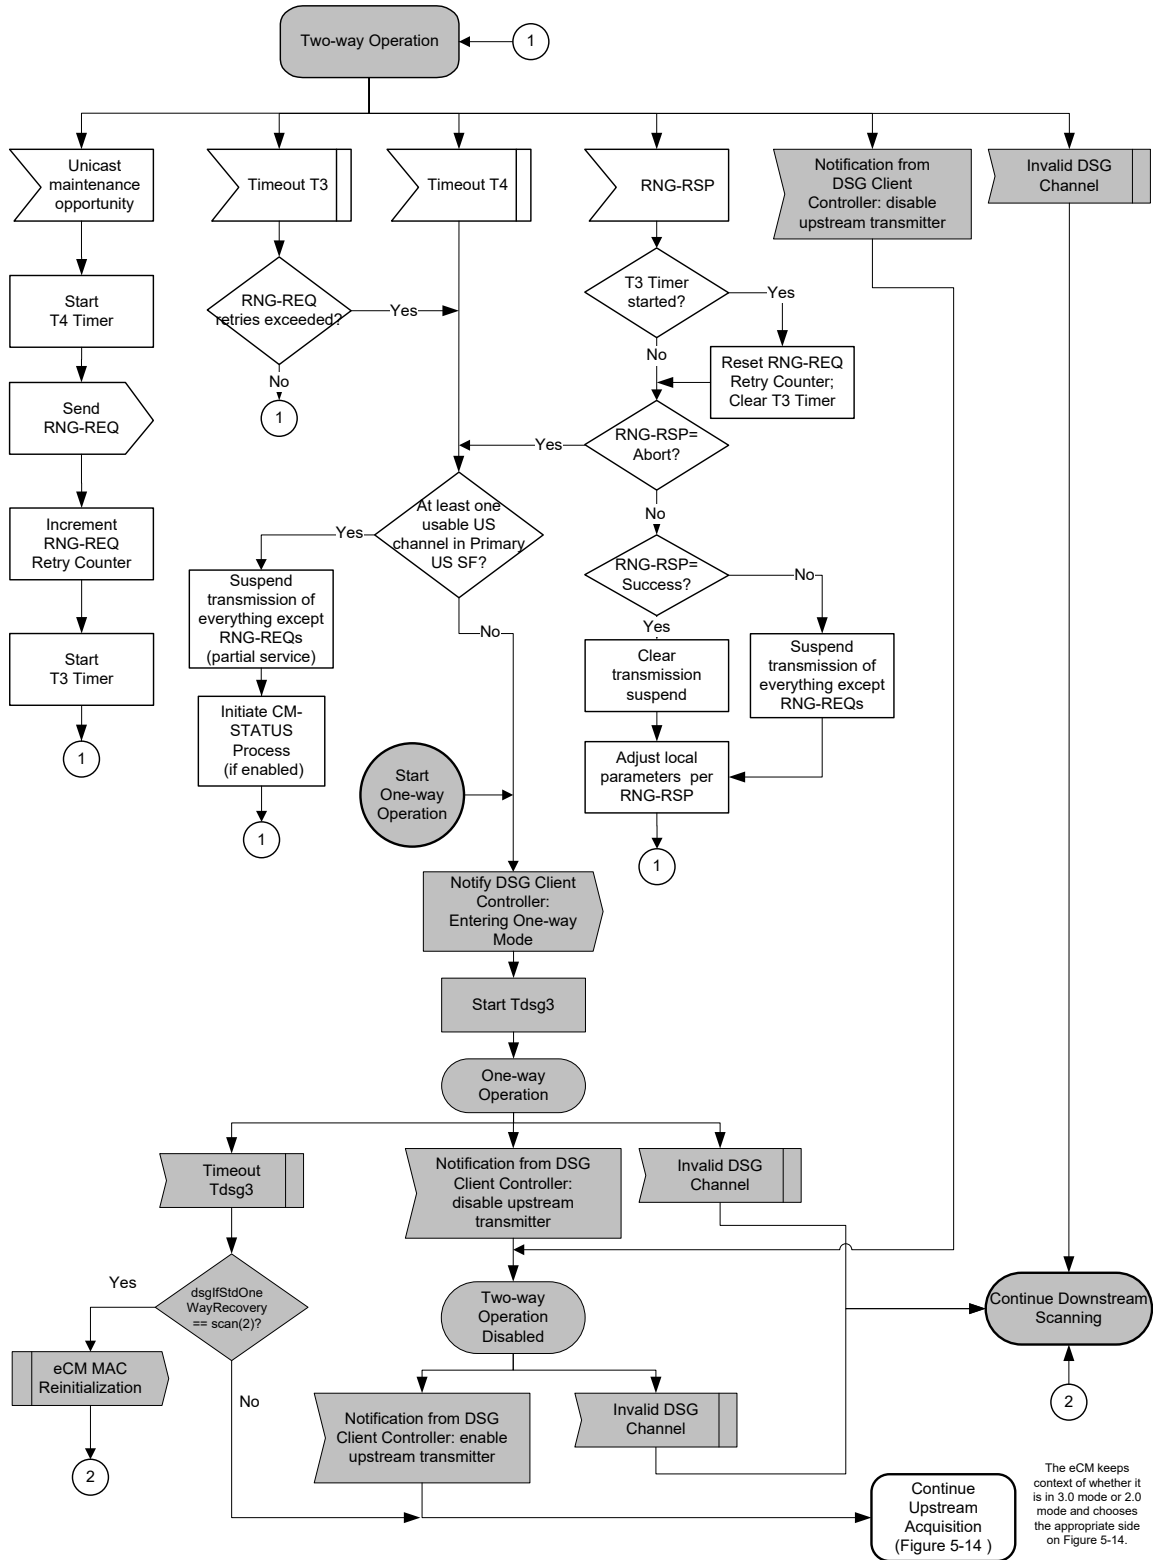 Two-way Operation
1
Unicast
maintenance
opportunity
Timeout T3
Timeout T4
RNG-RSP
Notification from
DSG Client
Controller: disable
upstream transmitter
Invalid DSG
Channel
Start
T4 Timer
RNG-REQ
retries exceeded?
Yes
No
1
T3 Timer
started?
Yes
No
Reset RNG-REQ
Retry Counter;
Clear T3 Timer
Send
RNG-REQ
RNG-RSP=
Abort?
Yes
No
Increment
RNG-REQ
Retry Counter
At least one
usable US
channel in Primary
US SF?
Yes
No
RNG-RSP=
Success?
No
Yes
Suspend
transmission of
everything except
RNG-REQs
(partial service)
Start
T3 Timer
Clear
transmission
suspend
Suspend
transmission of
everything except
RNG-REQs
Initiate CM-
STATUS
Process
(if enabled)
1
Start
One-way
Operation
Adjust local
parameters per
RNG-RSP
1
1
Notify DSG Client
Controller:
Entering One-way
Mode
Start Tdsg3
One-way
Operation
Timeout
Tdsg3
Notification from DSG
Client Controller:
disable upstream
transmitter
Invalid DSG
Channel
Yes
dsgIfStdOne
WayRecovery
== scan(2)?
Two-way
Operation
Disabled
Continue Downstream
Scanning
eCM MAC
Reinitialization
No
Notification from DSG
Client Controller: enable
upstream transmitter
Invalid DSG
Channel
2
2
Continue
Upstream
Acquisition
(Figure 5-14 )
The eCM keeps
context of whether it
is in 3.0 mode or 2.0
mode and chooses
the appropriate side
on Figure 5-14.